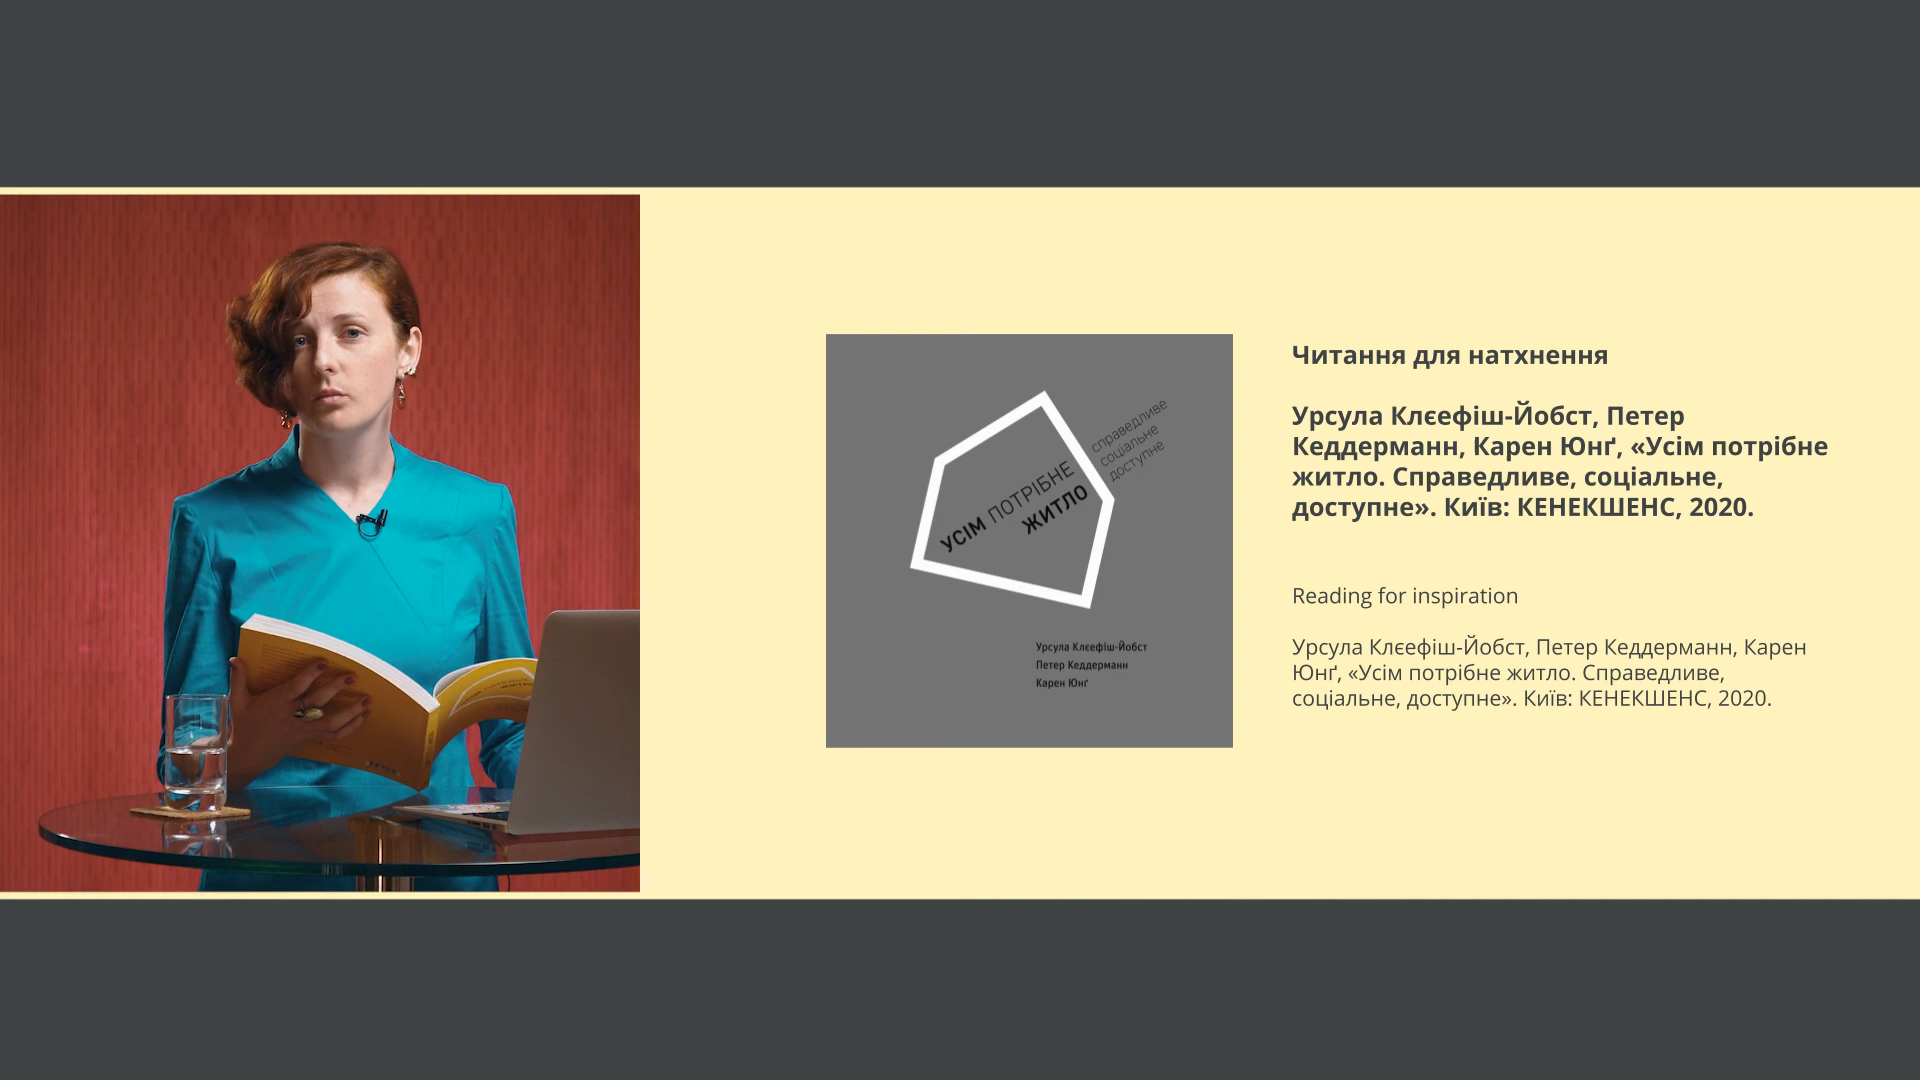 справедливе
соціальне
доступне
УСІМ ПОТРІБНЕ
ЖИТЛО
Урсула Клєефіш-Йобст
Петер Кеддерманн
Карен Юнґ
Читання для натхнення
Урсула Клєефіш-Йобст, Петер
Кеддерманн, Карен Юнґ, «Усім потрібне
житло. Справедливе, соціальне,
доступне». Київ: КЕНЕКШЕНС, 2020.
Reading for inspiration
Урсула Клєефіш-Йобст, Петер Кеддерманн, Карен
Юнґ, «Усім потрібне житло. Справедливе,
соціальне, доступне». Київ: КЕНЕКШЕНС, 2020.